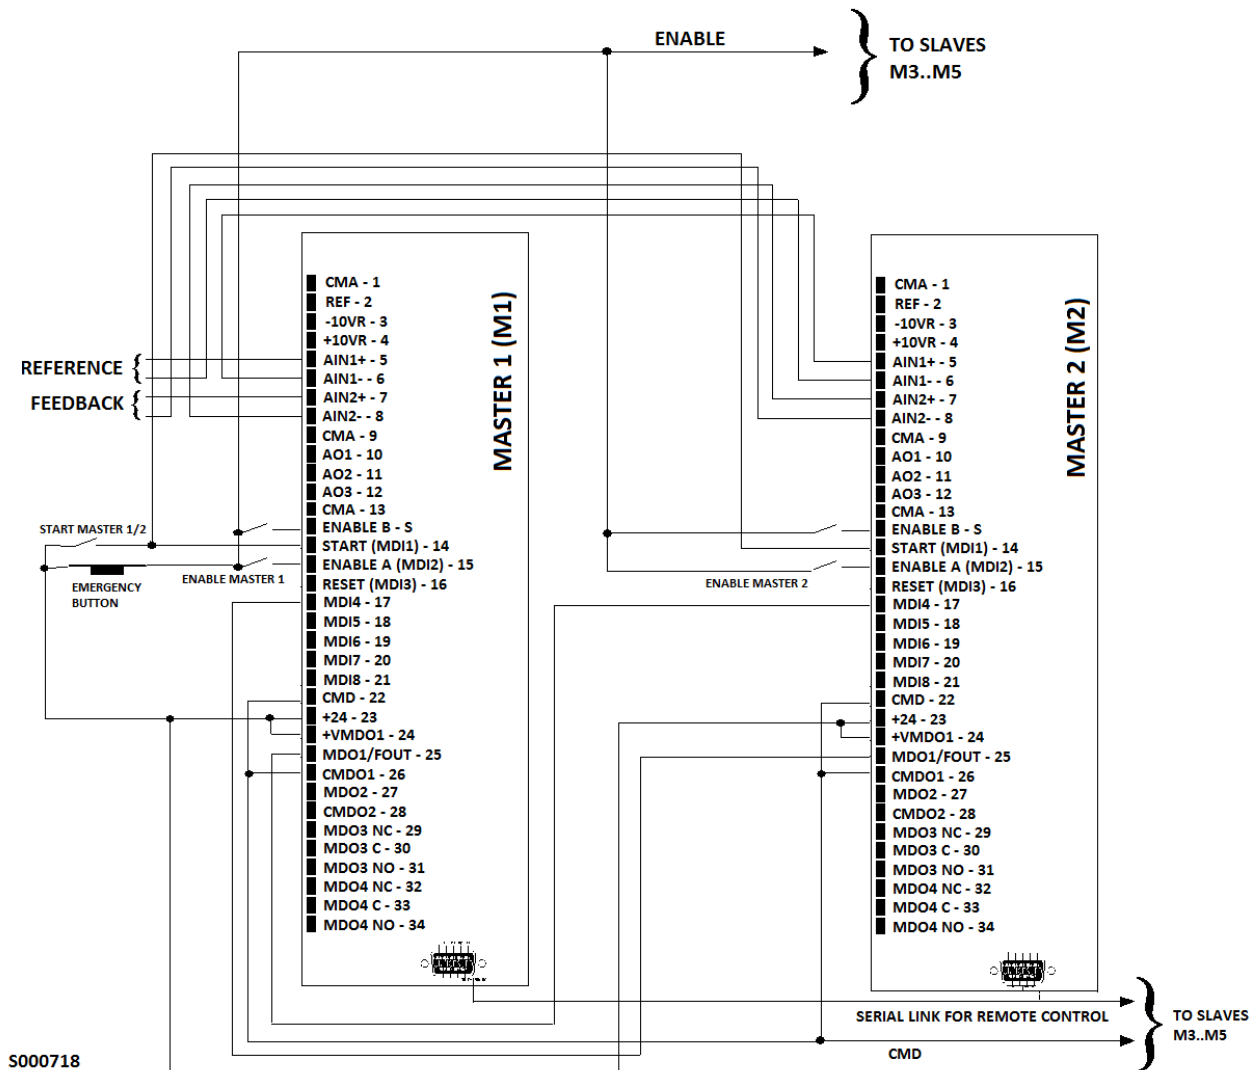 ENABLE
TO SLAVES
M3..M5
MASTER 1 (M1)
CMA - 1
REF - 2
-10VR - 3
+10VR - 4
AIN1+ - 5
AIN1- - 6
AIN2+ - 7
AIN2- - 8
CMA - 9
AO1 - 10
AO2 - 11
AO3 - 12
CMA - 13
ENABLE B - S
START (MDI1) - 14
ENABLE A (MDI2) - 15
RESET (MDI3) - 16
MDI4 - 17
MDI5 - 18
MDI6 - 19
MDI7 - 20
MDI8 - 21
CMD - 22
+24 - 23
+VMDO1 - 24
MDO1/FOUT - 25
CMDO1 - 26
MDO2 - 27
CMDO2 - 28
MDO3 NC - 29
MDO3 C - 30
MDO3 NO - 31
MDO4 NC - 32
MDO4 C - 33
MDO4 NO - 34
REFERENCE
FEEDBACK
START MASTER 1/2
EMERGENCY
BUTTON
ENABLE MASTER 1
MASTER 2 (M2)
CMA - 1
REF - 2
-10VR - 3
+10VR - 4
AIN1+ - 5
AIN1- - 6
AIN2+ - 7
AIN2- - 8
CMA - 9
AO1 - 10
AO2 - 11
AO3 - 12
CMA - 13
ENABLE B - S
START (MDI1) - 14
ENABLE A (MDI2) - 15
RESET (MDI3) - 16
MDI4 - 17
MDI5 - 18
MDI6 - 19
MDI7 - 20
MDI8 - 21
CMD - 22
+24 - 23
+VMDO1 - 24
MDO1/FOUT - 25
CMDO1 - 26
MDO2 - 27
CMDO2 - 28
MDO3 NC - 29
MDO3 C - 30
MDO3 NO - 31
MDO4 NC - 32
MDO4 C - 33
MDO4 NO - 34
ENABLE MASTER 2
SERIAL LINK FOR REMOTE CONTROL
CMD
TO SLAVES
M3..M5
S000718